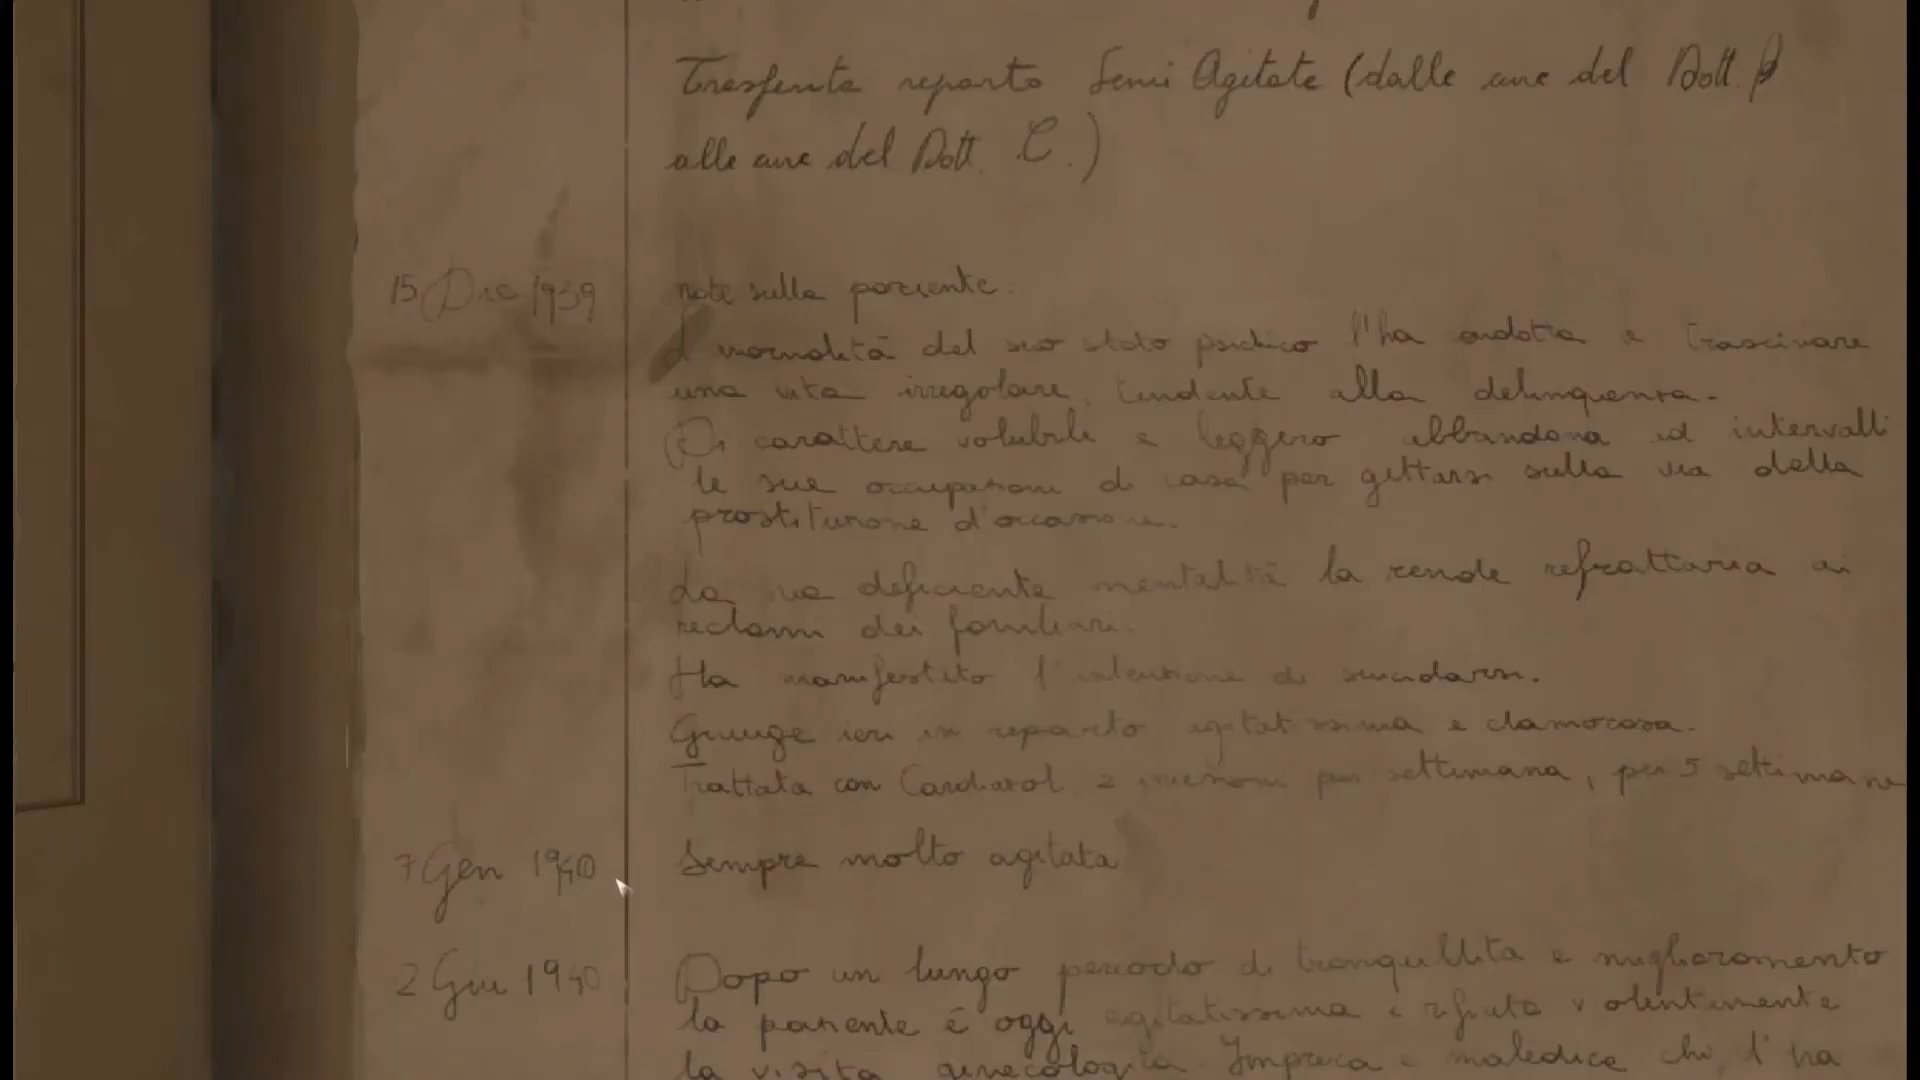 Trasferita reparto Semi Agitate (dalle cure del Dott. P
alle cure del Dott. C.)
15 Dic 1939
note sulla paziente.
L'anormalità del suo stato psichico l'ha condotta a trascinare
una vita irregolare, tendente alla delinquenza.
Di carattere volubile e leggero abbandona ad intervalli
le sue occupazioni di casa per gettarsi sulla via della
prostituzione d'occasione.
La sua deficiente mentalità la rende refrattaria ai
reclami dei familiari.
Ha manifestato l'intenzione di suicidarsi.
Giunge ieri in reparto agitatissima e clamorosa.
Trattata con Cardiazol 2 iniezioni per settimana, per 5 settimane
7 Gen 1940
Sempre molto agitata
2 Giu 1940
Dopo un lungo periodo di tranquillità e miglioramento
la paziente è oggi agitatissima e rifiuta violentemente
la visita ginecologica. Impreca e maledice chi l'ha